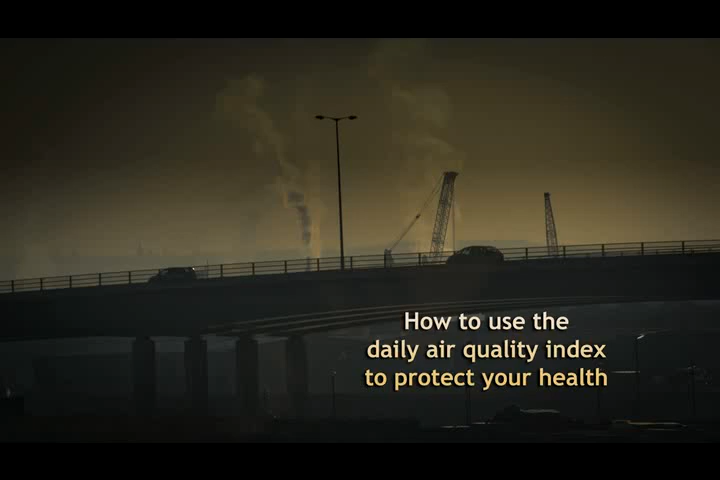 How to use the
daily air quality index
to protect your health